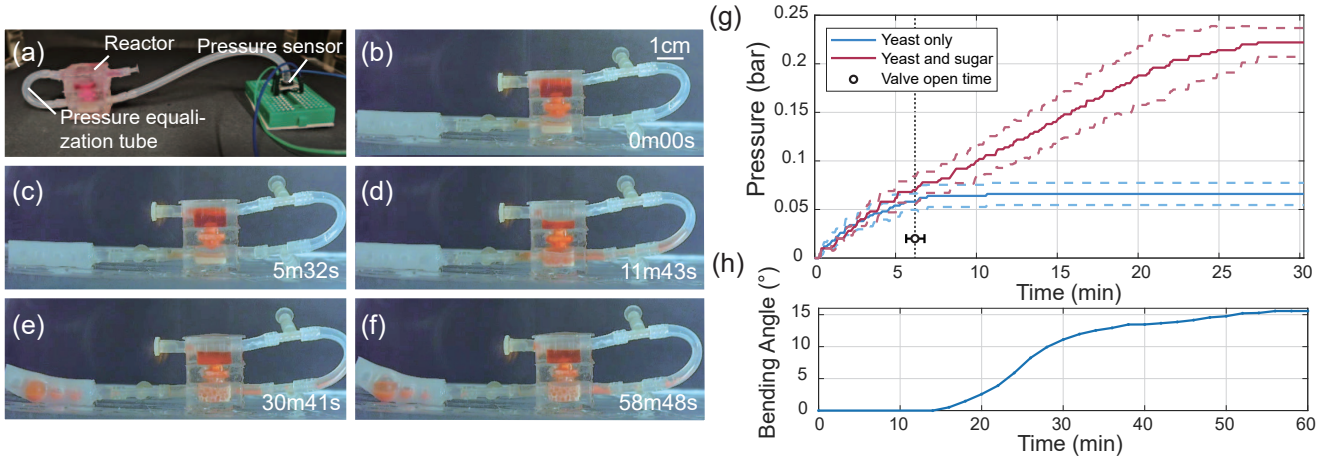 (a)
Reactor
Pressure sensor
Pressure equali-
zation tube
(b)
1cm
0m00s
(c)
5m32s
(d)
11m43s
(e)
30m41s
(f)
58m48s
(g)
Pressure (bar)
0.25
0.2
0.15
0.1
0.05
0
Yeast only
Yeast and sugar
Valve open time
0 5 10 15 20 25 30
Time (min)
(h)
Bending Angle (°)
15
10
5
0
0 10 20 30 40 50 60
Time (min)